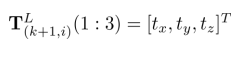 $\mathbf{T}^{L}_{(k+1,i)}(1:3) = [t_x, t_y, t_z]^T$